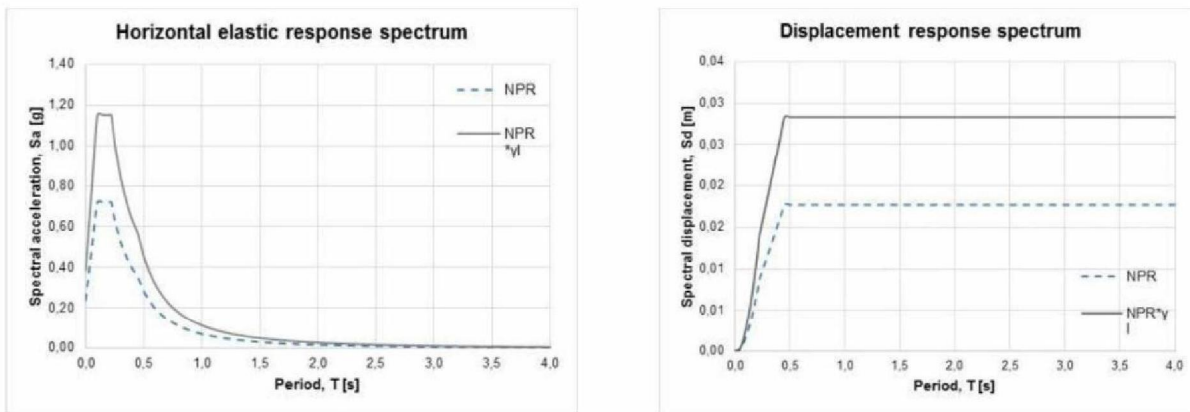 Horizontal elastic response spectrum
Spectral acceleration, Sa [g]
1,40
1,20
1,00
0,80
0,60
0,40
0,20
0,00
NPR
NPR
*γI
0,0 0,5 1,0 1,5 2,0 2,5 3,0 3,5 4,0
Period, T [s]
Displacement response spectrum
Spectral displacement, Sd [m]
0,04
0,03
0,03
0,02
0,02
0,01
0,01
0,00
NPR
NPR*γ
I
0,0 0,5 1,0 1,5 2,0 2,5 3,0 3,5 4,0
Period, T [s]